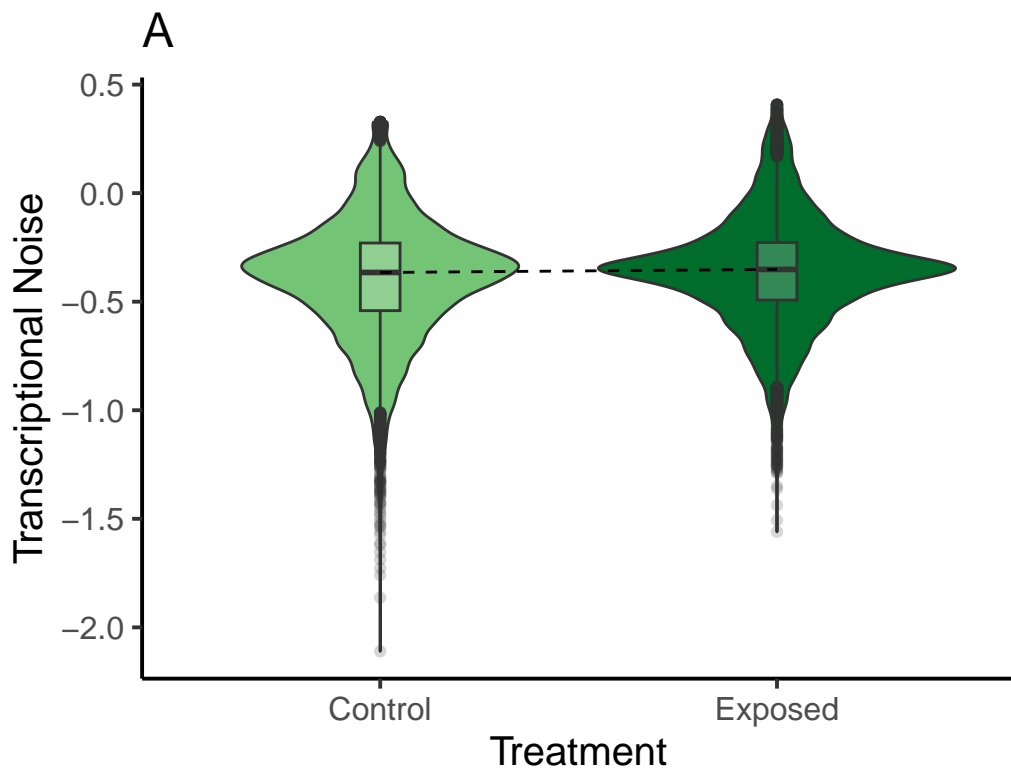 A
Transcriptional Noise
0.5
0.0
−0.5
−1.0
−1.5
−2.0
Control
Exposed
Treatment